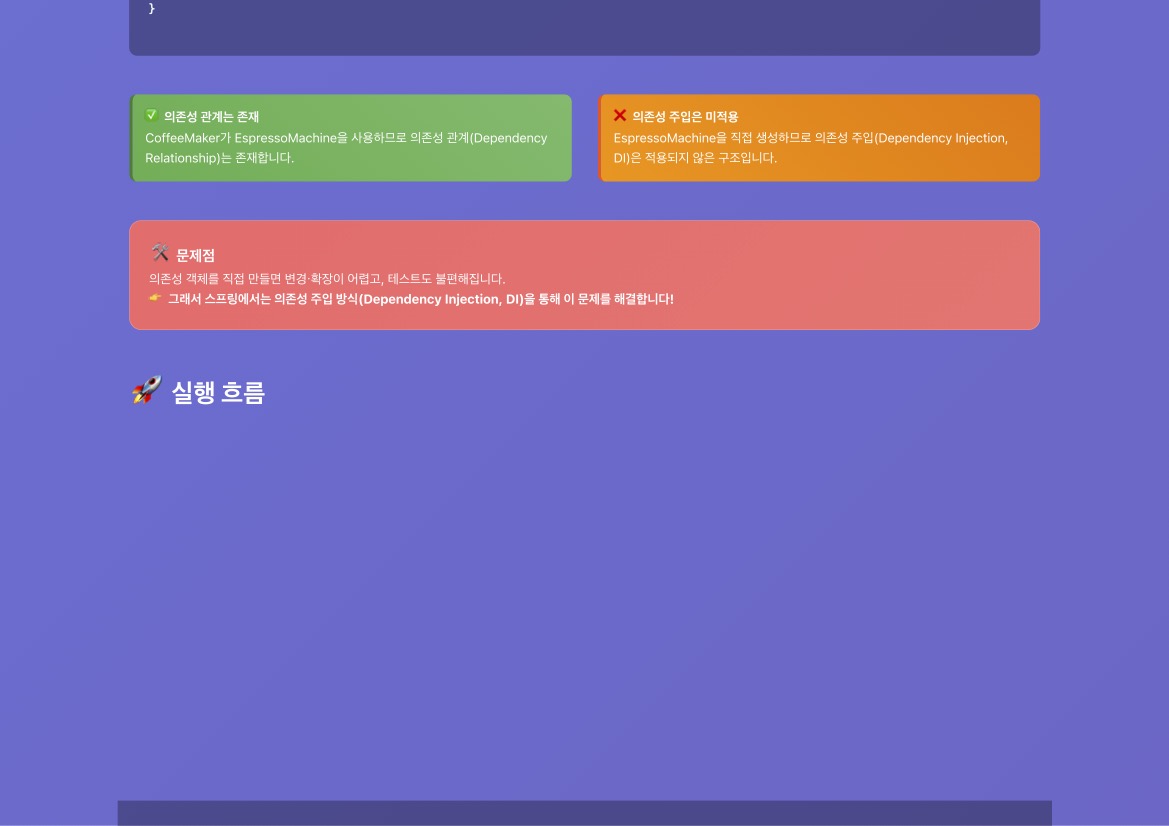 }
✅ 의존성 관계는 존재
CoffeeMaker가 EspressoMachine을 사용하므로 의존성 관계(Dependency
Relationship)는 존재합니다.
❌ 의존성 주입은 미적용
EspressoMachine을 직접 생성하므로 의존성 주입(Dependency Injection,
DI)은 적용되지 않은 구조입니다.
🛠️ 문제점
의존성 객체를 직접 만들면 변경·확장이 어렵고, 테스트도 불편해집니다.
👉 그래서 스프링에서는 의존성 주입 방식(Dependency Injection, DI)을 통해 이 문제를 해결합니다!
🚀 실행 흐름